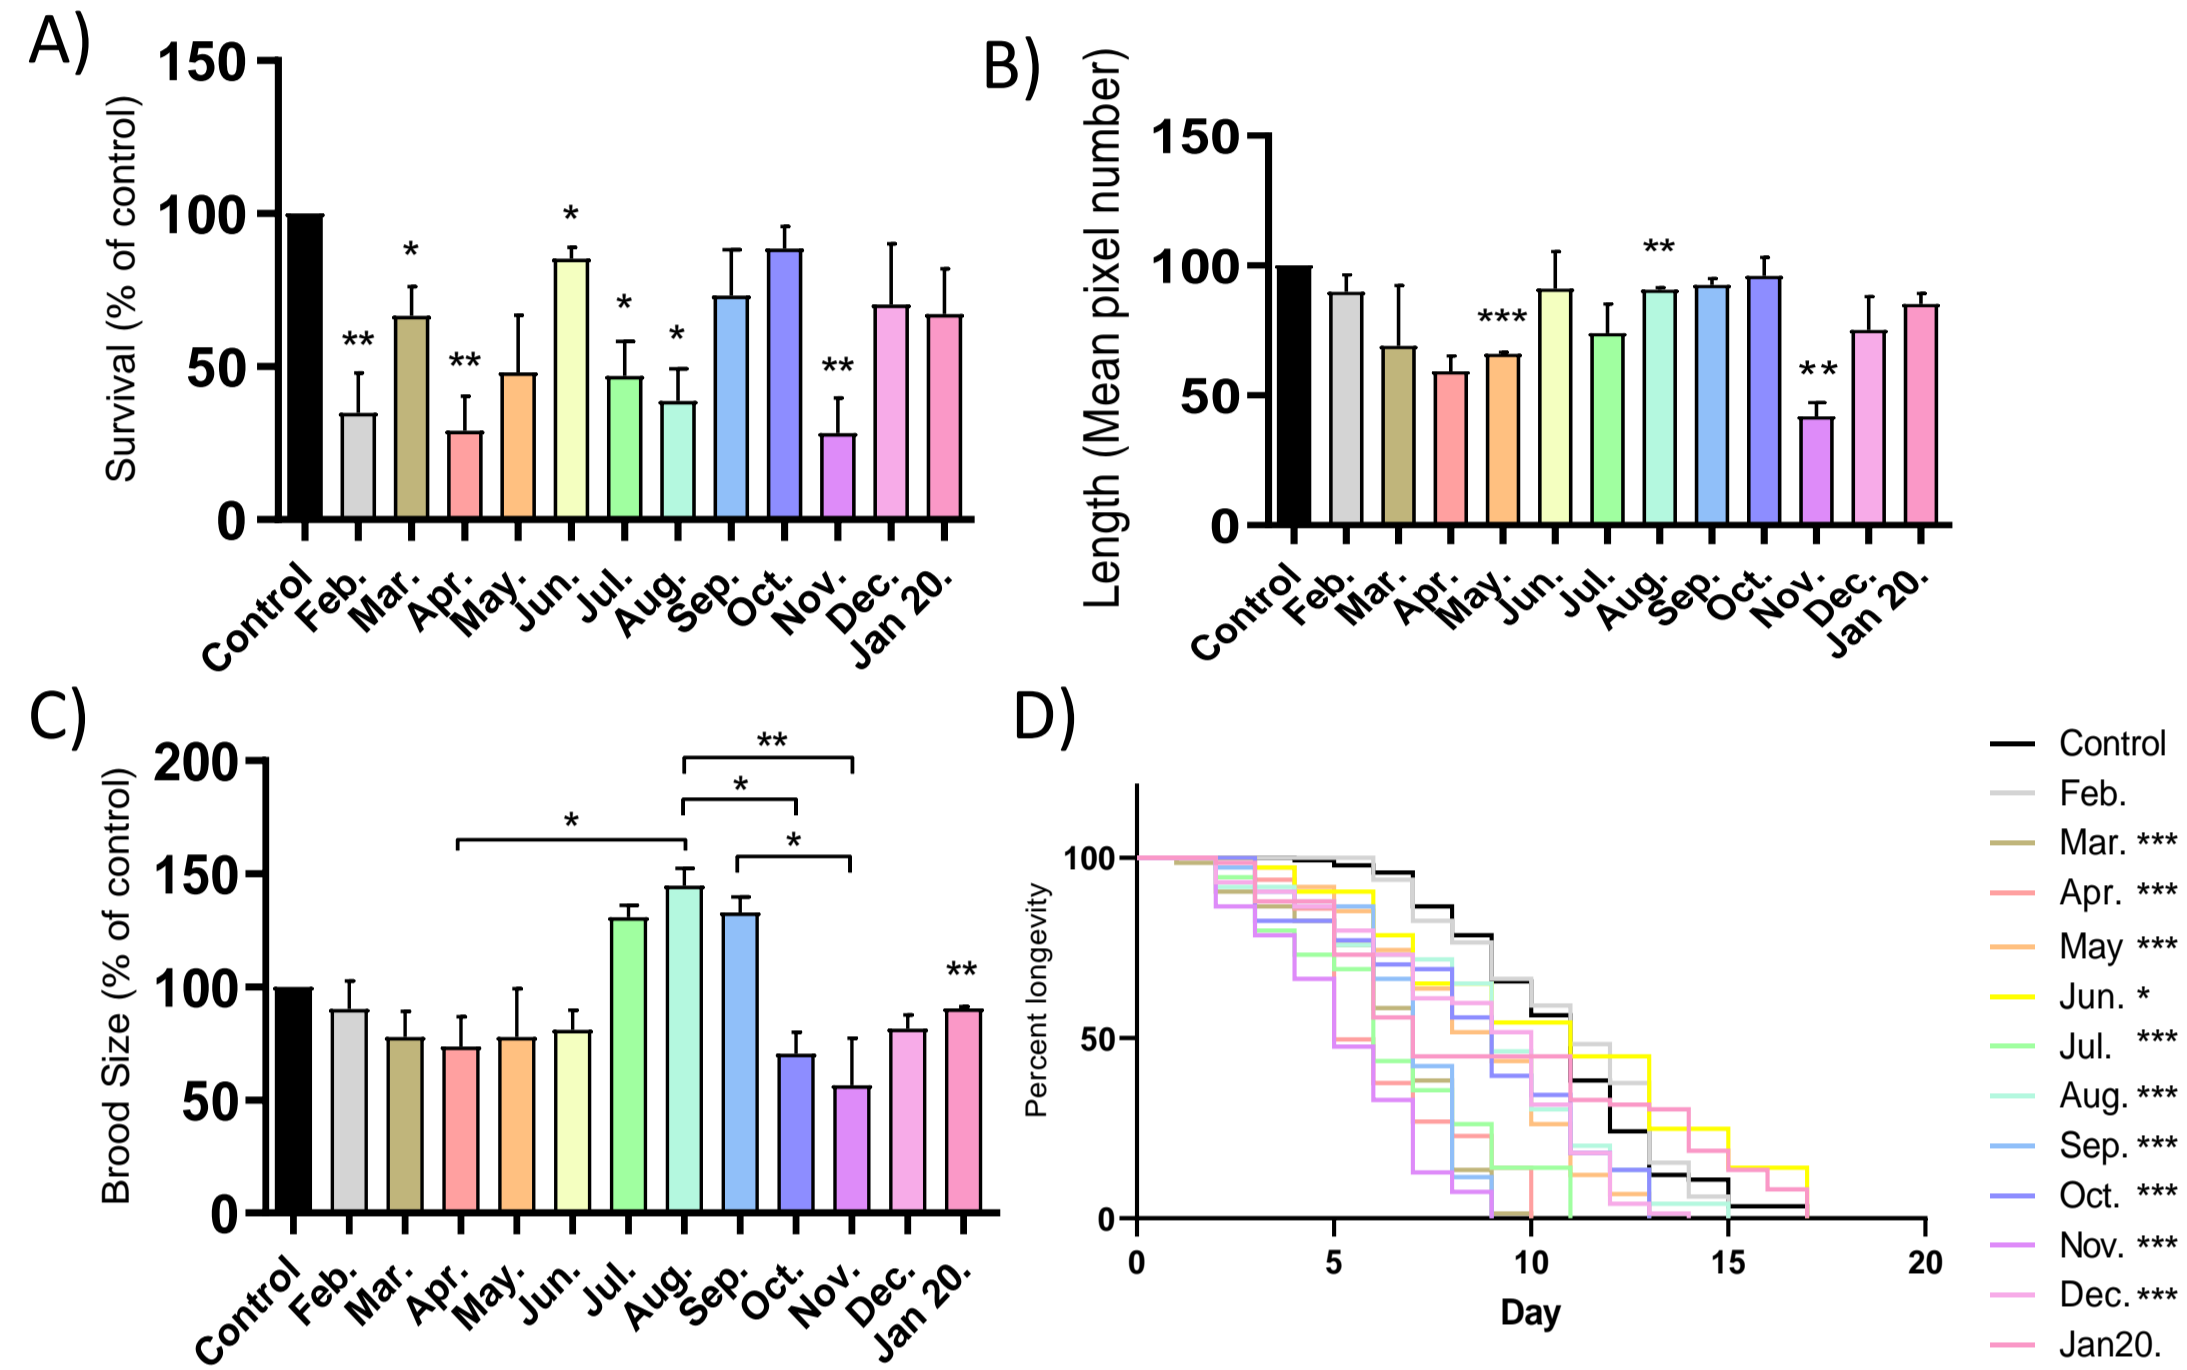 A)
Survival (% of control)
150
100
50
0
** * ** * * * **
Control Feb. Mar. Apr. May. Jun. Jul. Aug. Sep. Oct. Nov. Dec. Jan 20.
B)
Length (Mean pixel number)
150
100
50
0
*** ** **
Control Feb. Mar. Apr. May. Jun. Jul. Aug. Sep. Oct. Nov. Dec. Jan 20.
C)
Brood Size (% of control)
200
150
100
50
0
**
*
*
*
**
Control Feb. Mar. Apr. May. Jun. Jul. Aug. Sep. Oct. Nov. Dec. Jan 20.
D)
Percent longevity
100
50
0
0 5 10 15 20
Day
Control
Feb.
Mar. ***
Apr. ***
May ***
Jun. *
Jul. ***
Aug. ***
Sep. ***
Oct. ***
Nov. ***
Dec. ***
Jan20.